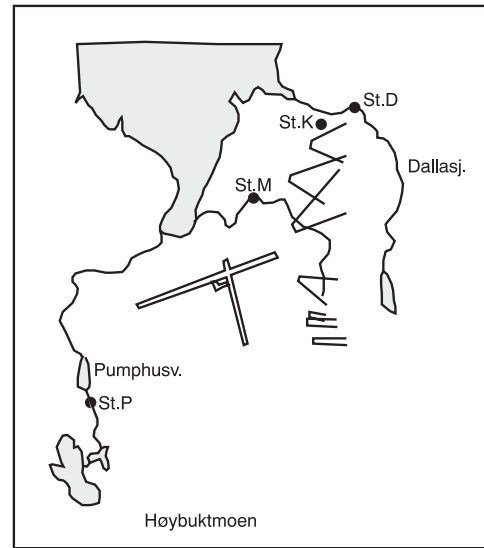 St.D
St.K
Dallasj.
St.M
Pumphusv.
St.P
Høybuktmoen